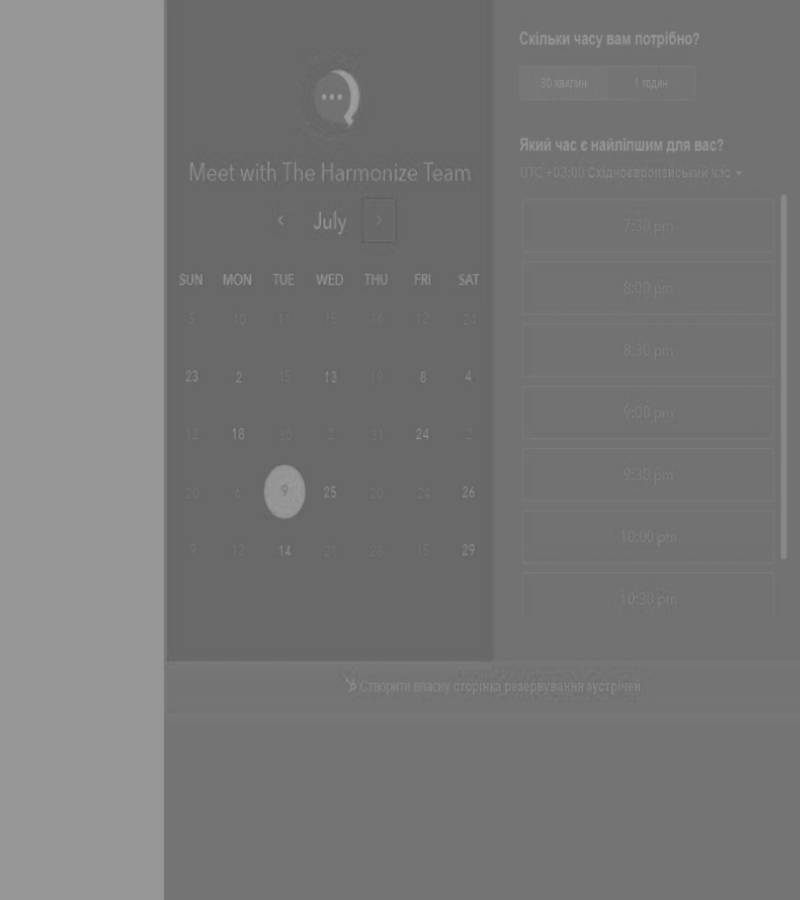 Meet with The Harmonize Team
July
SUN MON TUE WED THU FRI SAT
5 10 11 15 16 12 24
23 2 15 13 19 8 4
12 18 30 2 31 24 2
20 6 9 25 20 24 26
9 12 14 21 28 15 29
Скільки часу вам потрібно?
30 хвилин 1 годин
Який час є найліпшим для вас?
UTC +03:00 Східноєвропейський час
7:30 pm
8:00 pm
8:30 pm
9:00 pm
9:30 pm
10:00 pm
10:30 pm
Створити власну сторінка резервування зустрічей